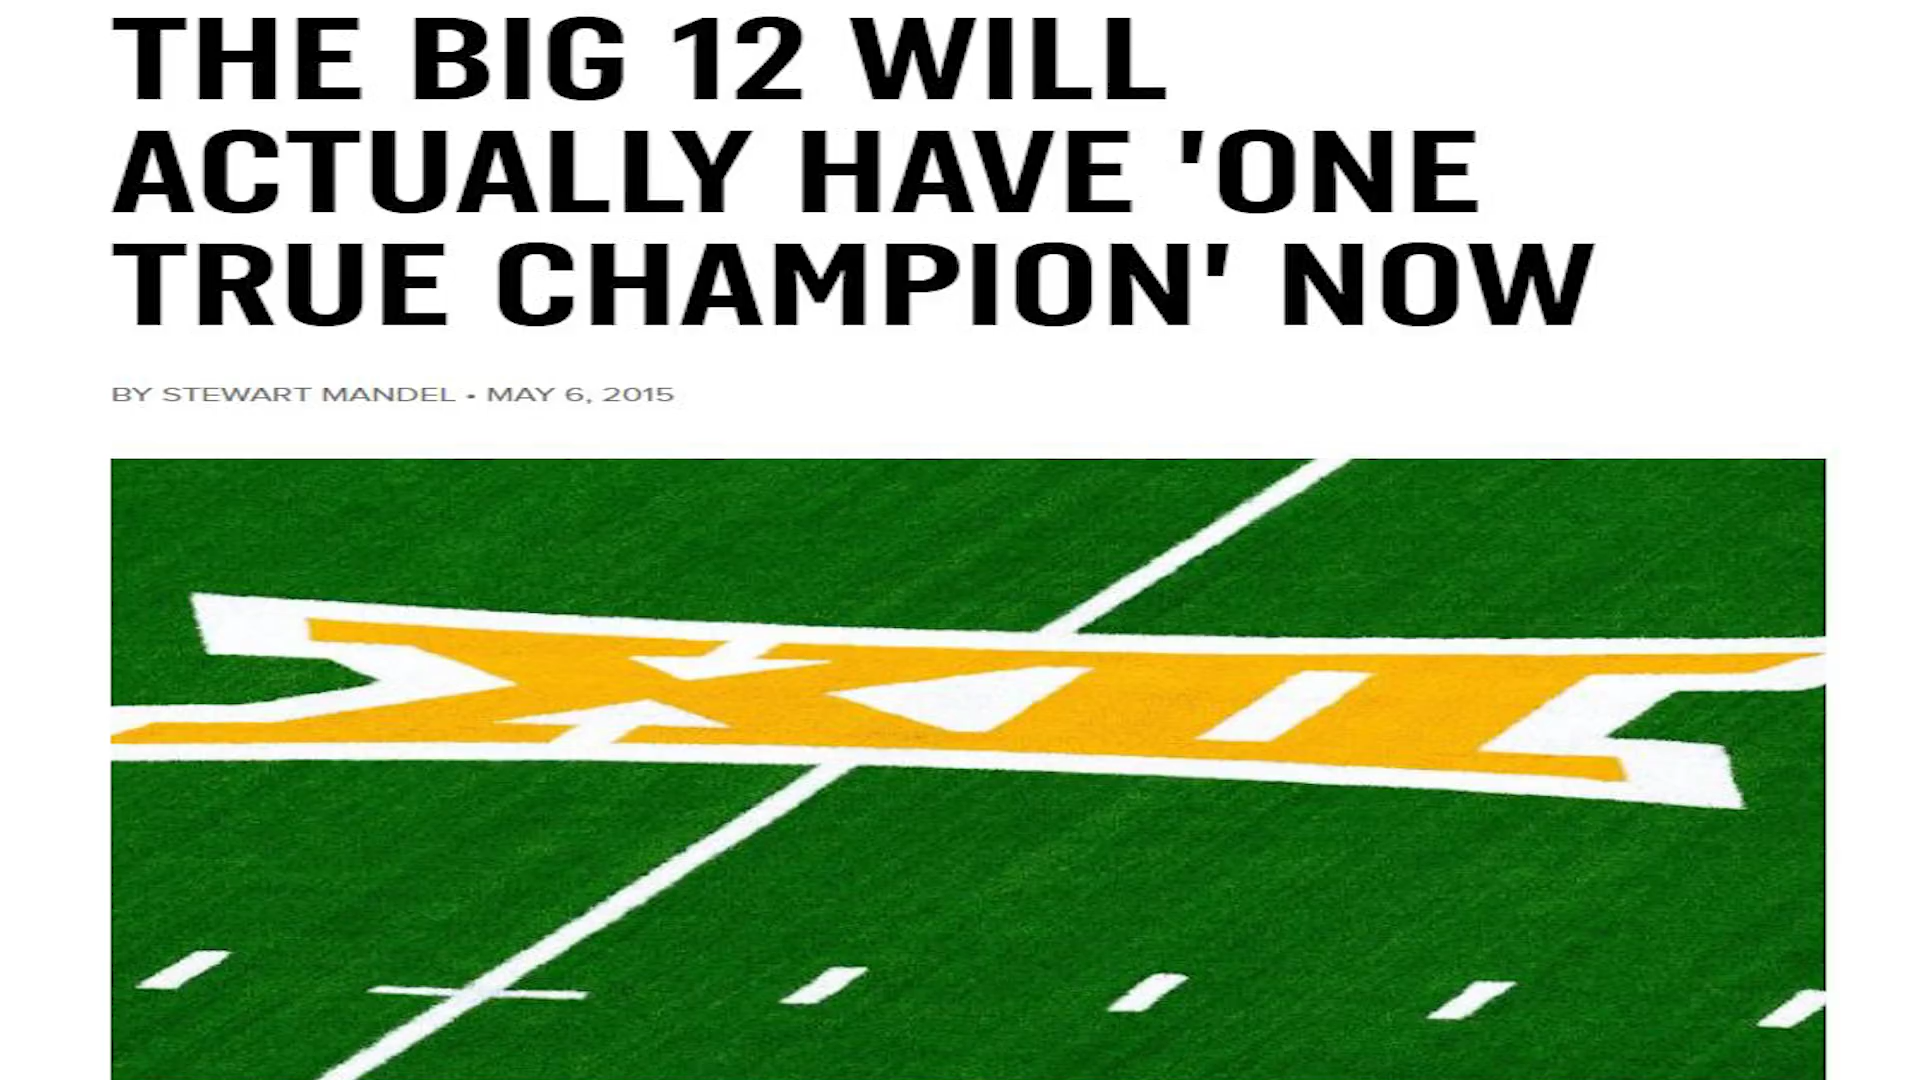 THE BIG 12 WILL
ACTUALLY HAVE 'ONE
TRUE CHAMPION' NOW
BY STEWART MANDEL • MAY 6, 2015
XII